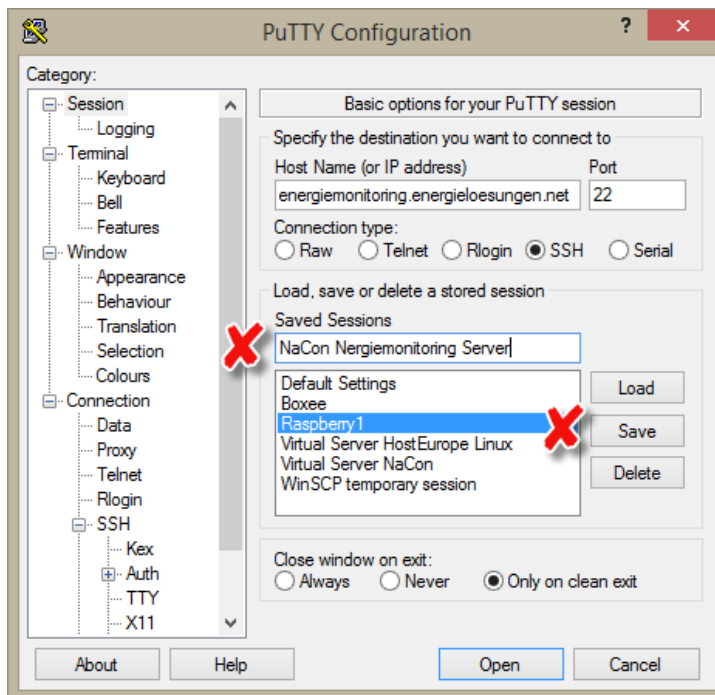 PuTTY Configuration
?
Category:
Session
Logging
Terminal
Keyboard
Bell
Features
Window
Appearance
Behaviour
Translation
Selection
Colours
Connection
Data
Proxy
Telnet
Rlogin
SSH
Kex
Auth
TTY
X11
Basic options for your PuTTY session
Specify the destination you want to connect to
Host Name (or IP address) Port
energiemonitoring.energieloesungen.net 22
Connection type:
Raw Telnet Rlogin SSH Serial
Load, save or delete a stored session
Saved Sessions
NaCon Nergiemonitoring Server
Default Settings
Boxee
Raspberry1
Virtual Server HostEurope Linux
Virtual Server NaCon
WinSCP temporary session
Load
Save
Delete
Close window on exit:
Always Never Only on clean exit
About Help Open Cancel